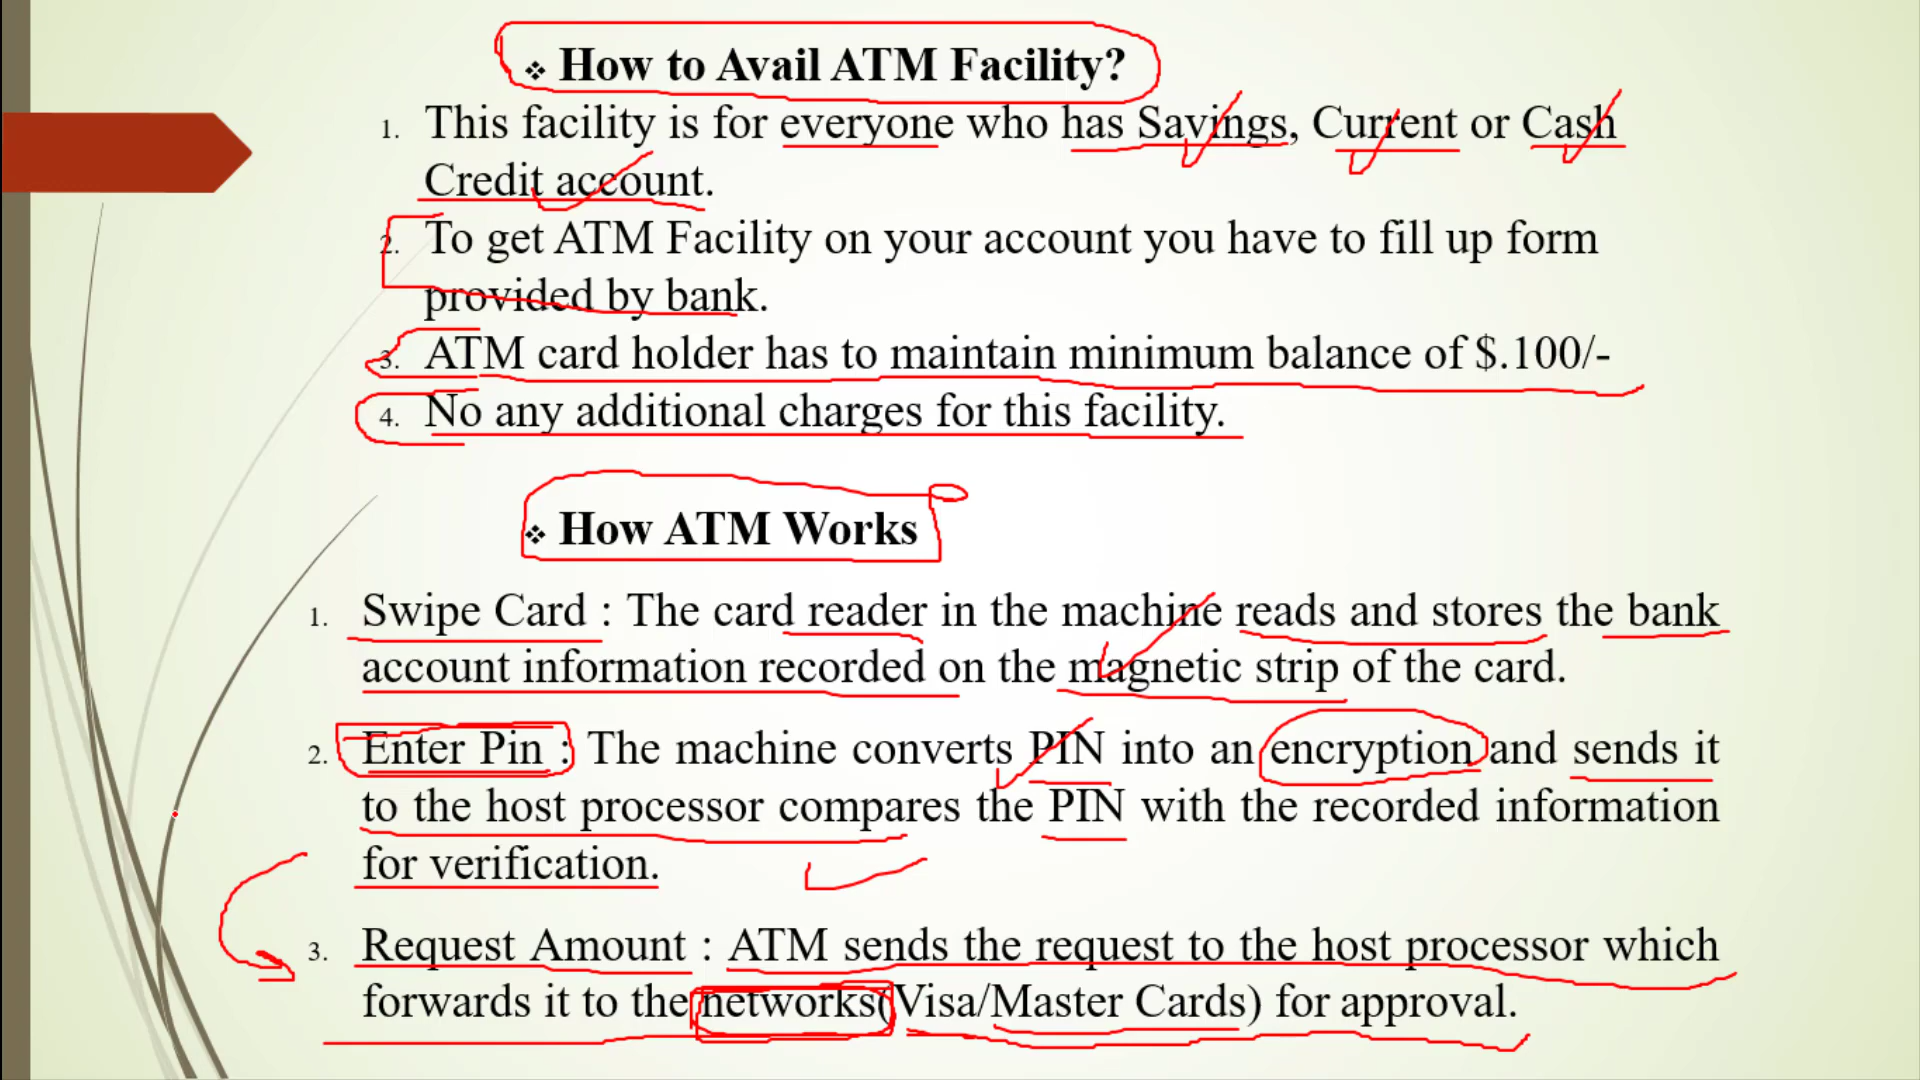 ❖ How to Avail ATM Facility?
1. This facility is for everyone who has Savings, Current or Cash
Credit account.
2. To get ATM Facility on your account you have to fill up form
provided by bank.
3. ATM card holder has to maintain minimum balance of $.100/-
4. No any additional charges for this facility.
❖ How ATM Works
1. Swipe Card : The card reader in the machine reads and stores the bank
account information recorded on the magnetic strip of the card.
2. Enter Pin : The machine converts PIN into an encryption and sends it
to the host processor compares the PIN with the recorded information
for verification.
3. Request Amount : ATM sends the request to the host processor which
forwards it to the networks(Visa/Master Cards) for approval.